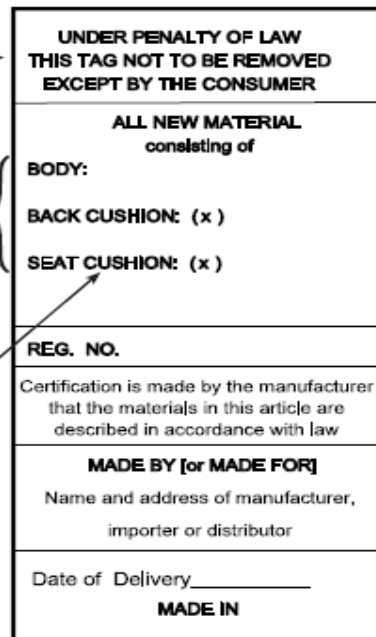 UNDER PENALTY OF LAW
THIS TAG NOT TO BE REMOVED
EXCEPT BY THE CONSUMER
ALL NEW MATERIAL
consisting of
BODY:
BACK CUSHION: (x)
SEAT CUSHION: (x)
REG. NO.
Certification is made by the manufacturer
that the materials in this article are
described in accordance with law
MADE BY [or MADE FOR]
Name and address of manufacturer,
importer or distributor
Date of Delivery__________
MADE IN